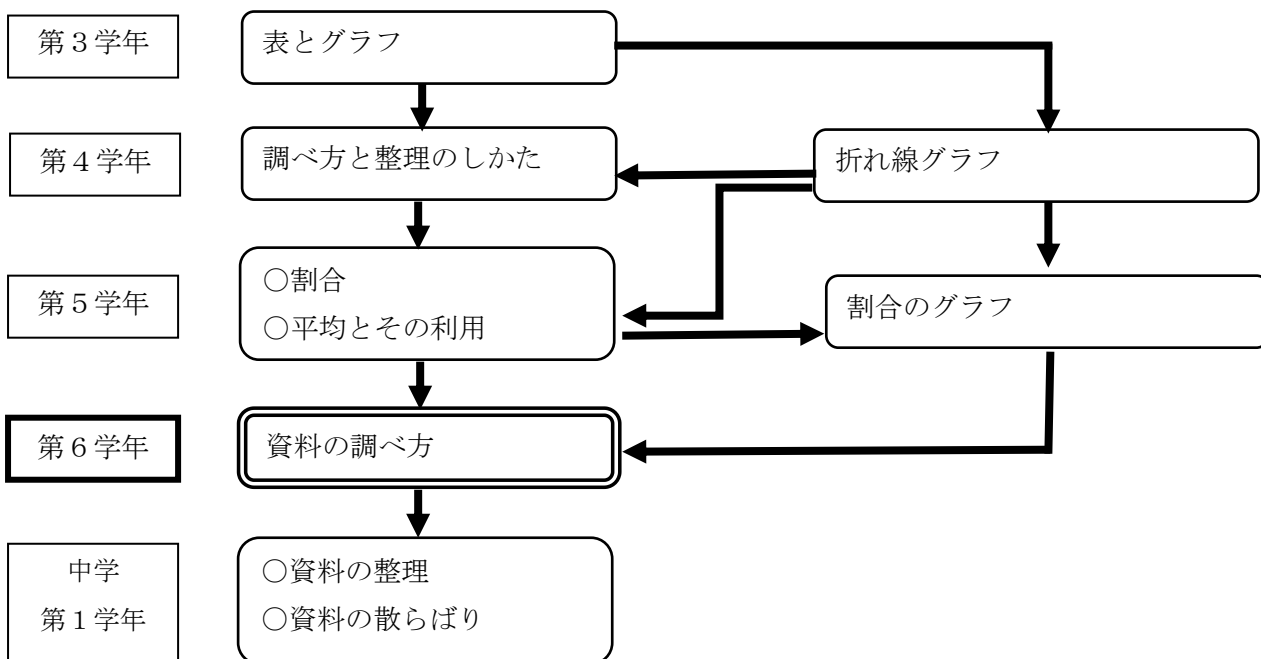 第３学年
表とグラフ
第４学年
調べ方と整理のしかた
折れ線グラフ
第５学年
○割合
○平均とその利用
割合のグラフ
第６学年
資料の調べ方
中学
第１学年
○資料の整理
○資料の散らばり